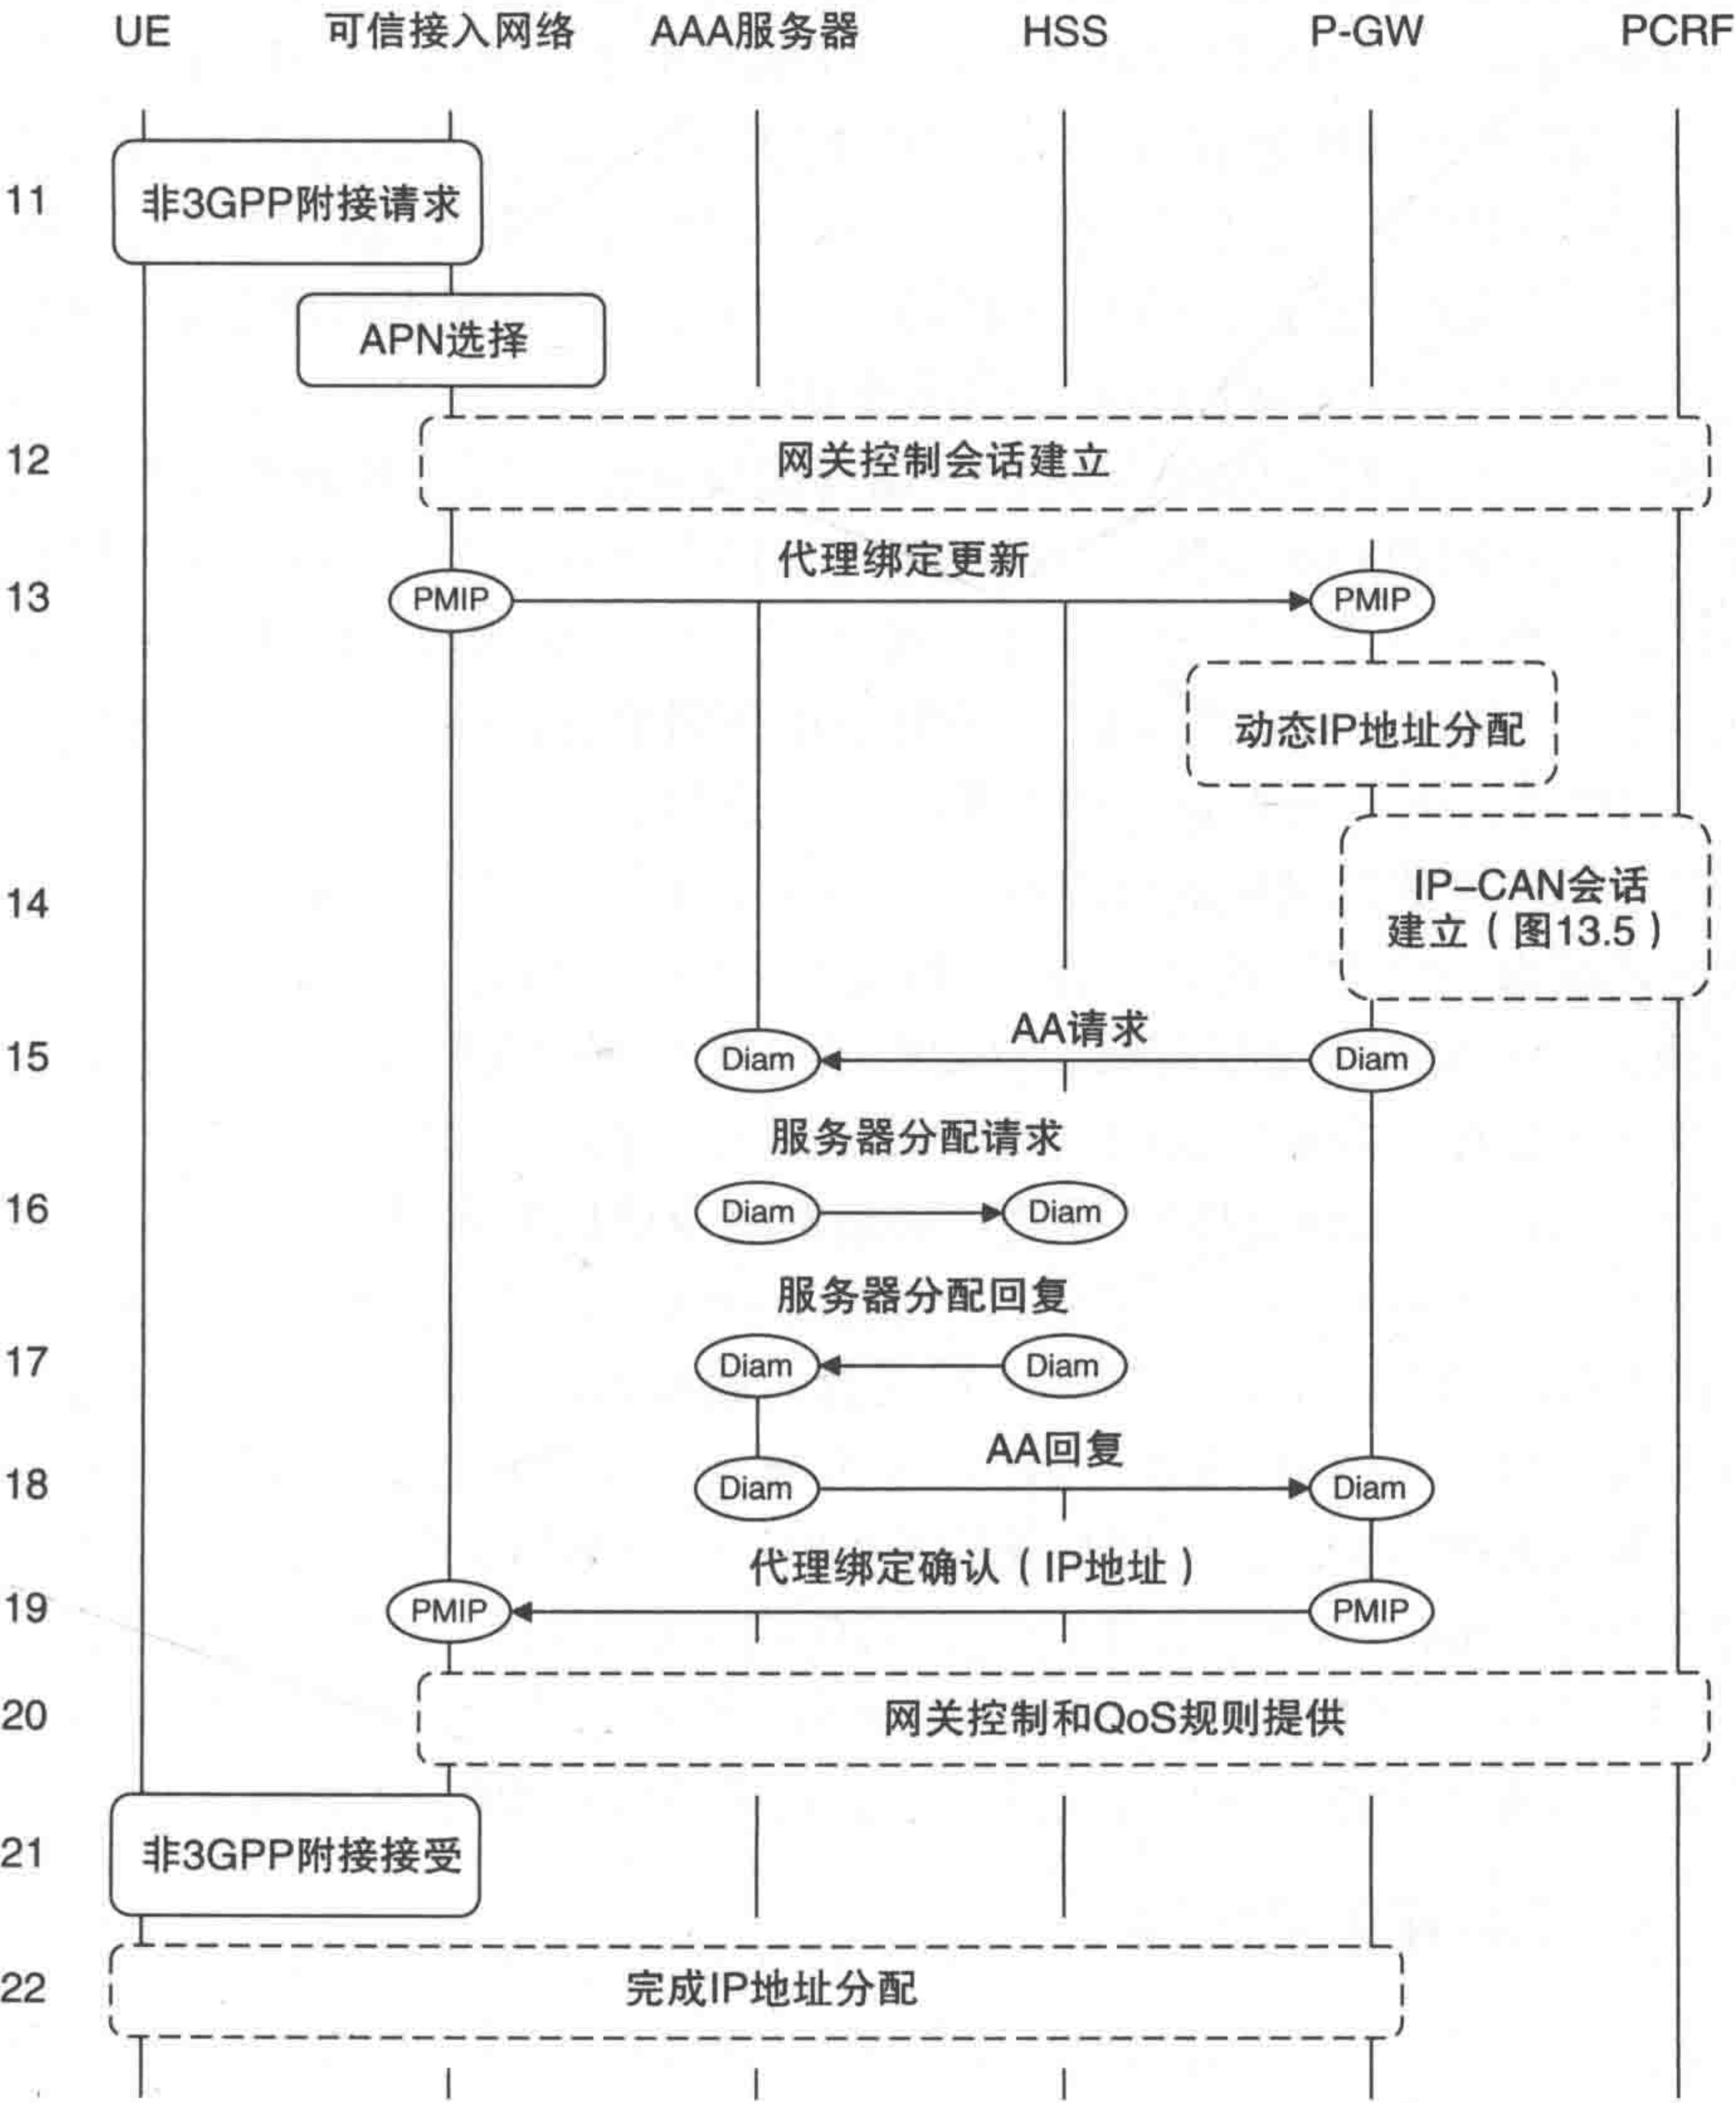 UE 可信接入网络 AAA服务器 HSS P-GW PCRF
11 非3GPP附接请求
APN选择
12 网关控制会话建立
代理绑定更新
13 PMIP PMIP
动态IP地址分配
IP-CAN会话
14 建立（图13.5）
AA请求
15 Diam Diam
服务器分配请求
16 Diam Diam
服务器分配回复
17 Diam Diam
AA回复
18 Diam Diam
代理绑定确认（IP地址）
19 PMIP PMIP
20 网关控制和QoS规则提供
21 非3GPP附接接受
22 完成IP地址分配